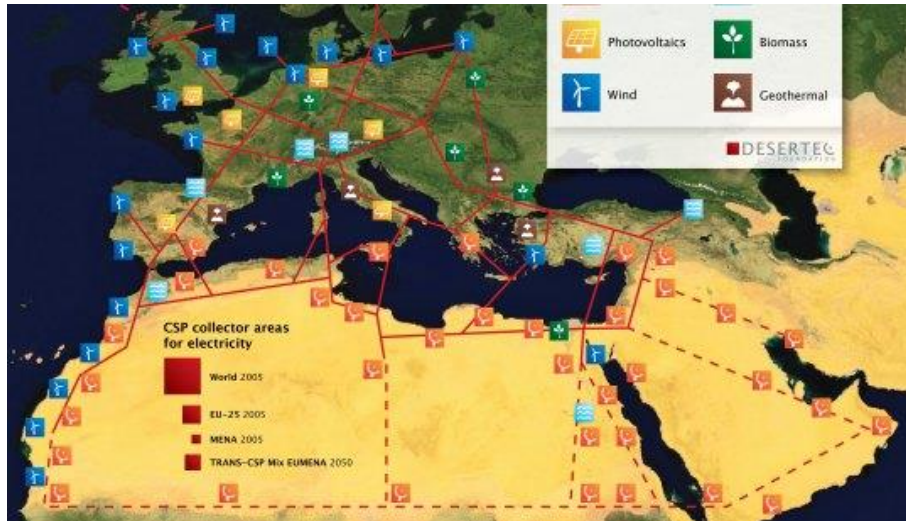 Photovoltaics
Biomass
Wind
Geothermal
DESERTEC
FOUNDATION
CSP collector areas
for electricity
World 2005
EU-25 2005
MENA 2005
TRANS-CSP Mix EUMENA 2050